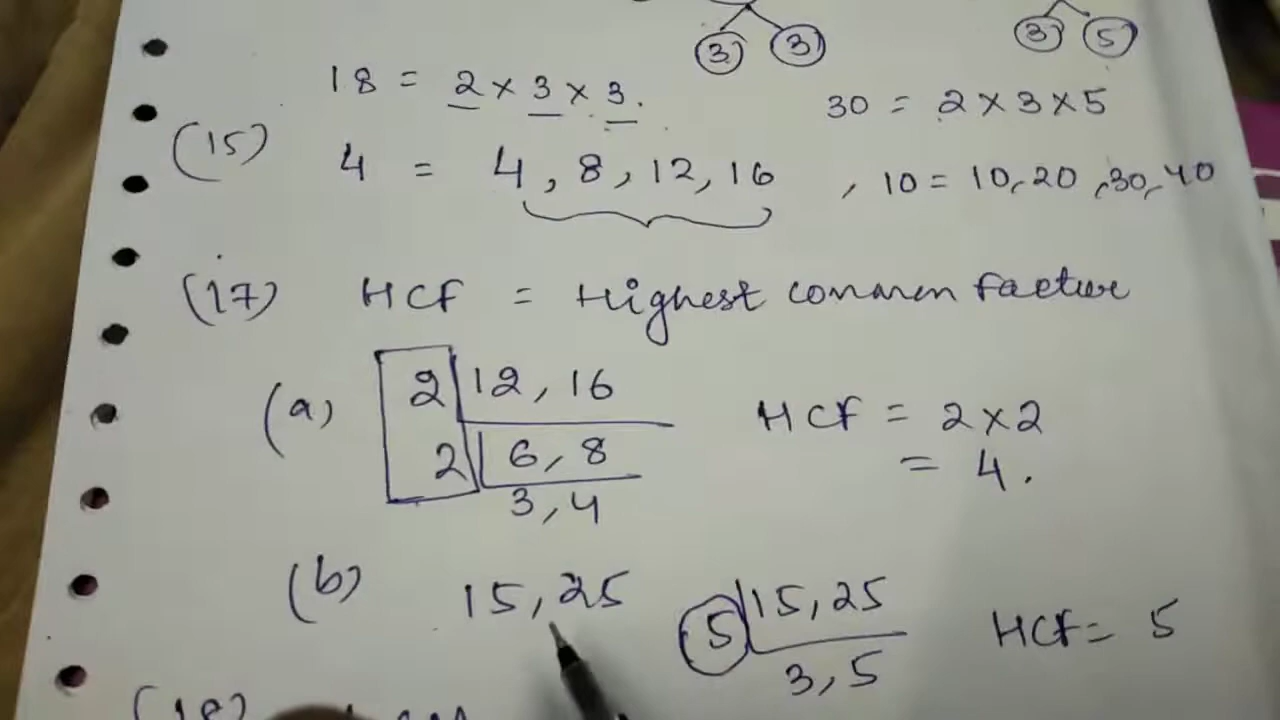 3 3 3 5
18 = 2 × 3 × 3. 30 = 2 × 3 × 5
(15) 4 = 4, 8, 12, 16 , 10 = 10, 20, 30, 40
(17) HCF = Highest common facture
(a) 2 | 12, 16 HCF = 2 × 2
2 | 6, 8 = 4.
3, 4
(b) 15, 25 5 | 15, 25 HCF = 5
3, 5